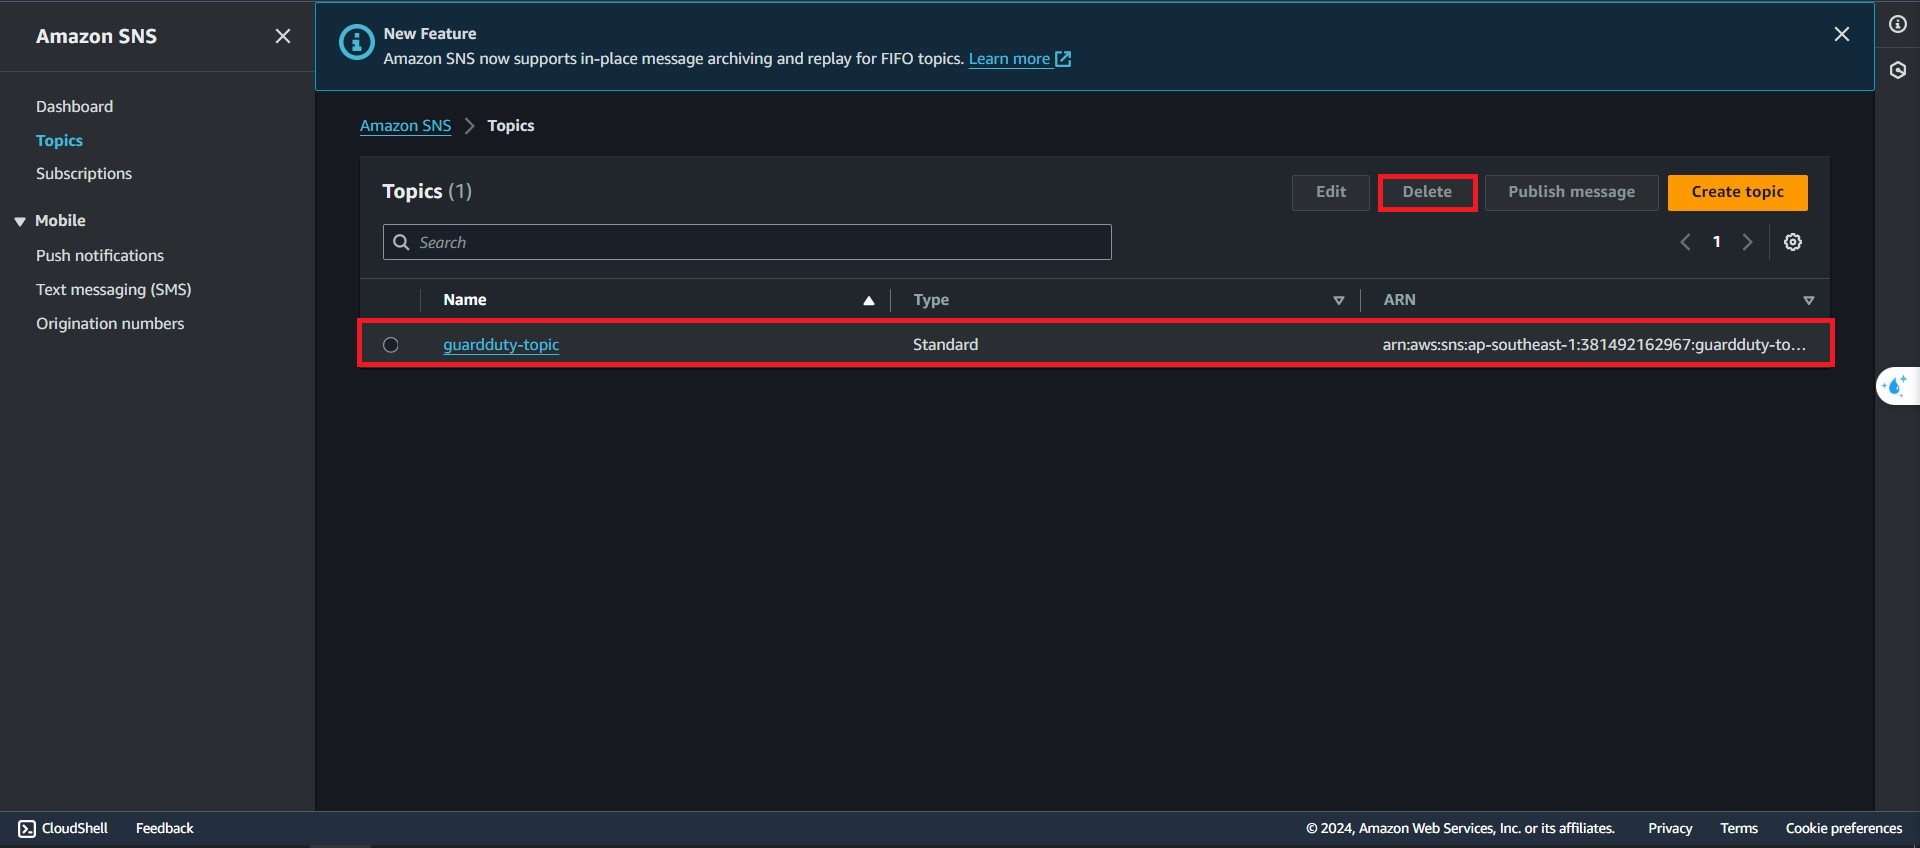 Amazon SNS
New Feature
Amazon SNS now supports in-place message archiving and replay for FIFO topics. Learn more
Dashboard
Topics
Subscriptions
Mobile
Push notifications
Text messaging (SMS)
Origination numbers
Amazon SNS Topics
Topics (1)
Edit Delete Publish message Create topic
Search
1
Name Type ARN
guardduty-topic Standard arn:aws:sns:ap-southeast-1:381492162967:guardduty-to...
CloudShell Feedback © 2024, Amazon Web Services, Inc. or its affiliates. Privacy Terms Cookie preferences